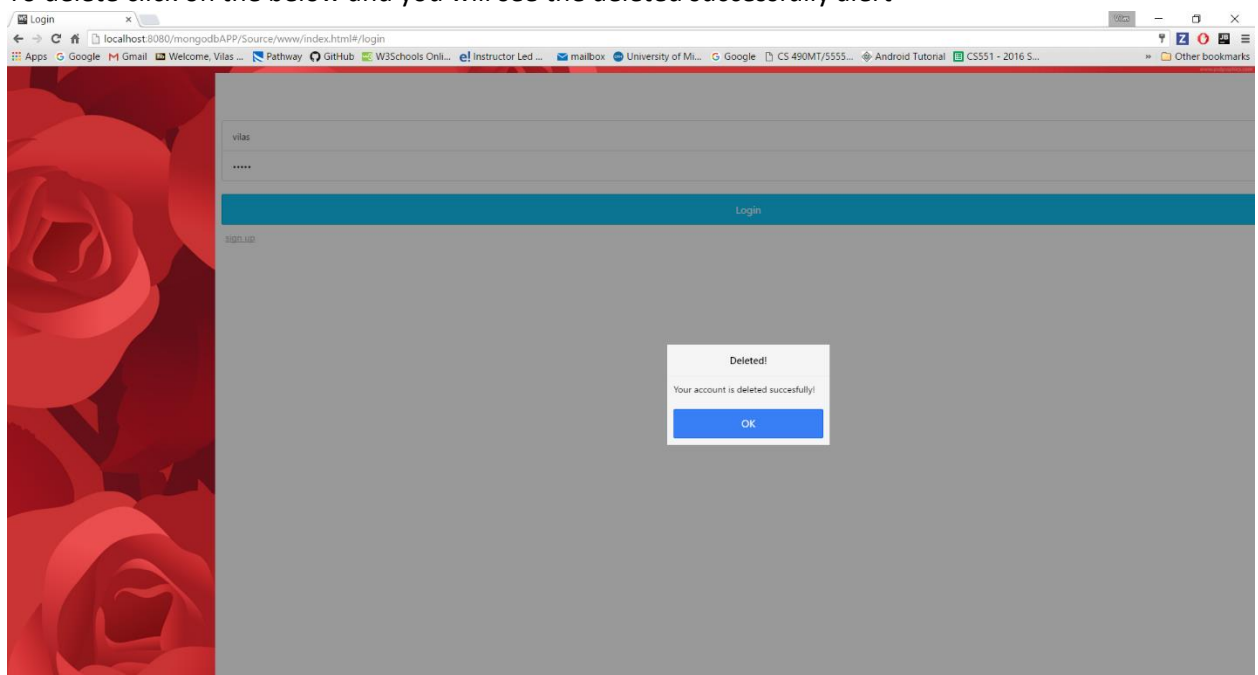 To delete click on the below and you will see the deleted successfully alert
Login
localhost:8080/mongodbAPP/Source/www/index.html#/login
Apps Google Gmail Welcome, Vilas ... Pathway GitHub W3Schools Onli... Instructor Led ... mailbox University of Mi... Google CS 490MT/5555... Android Tutorial CS551 - 2016 S... » Other bookmarks
vilas
•••••
Login
sign up
Deleted!
Your account is deleted succesfully!
OK